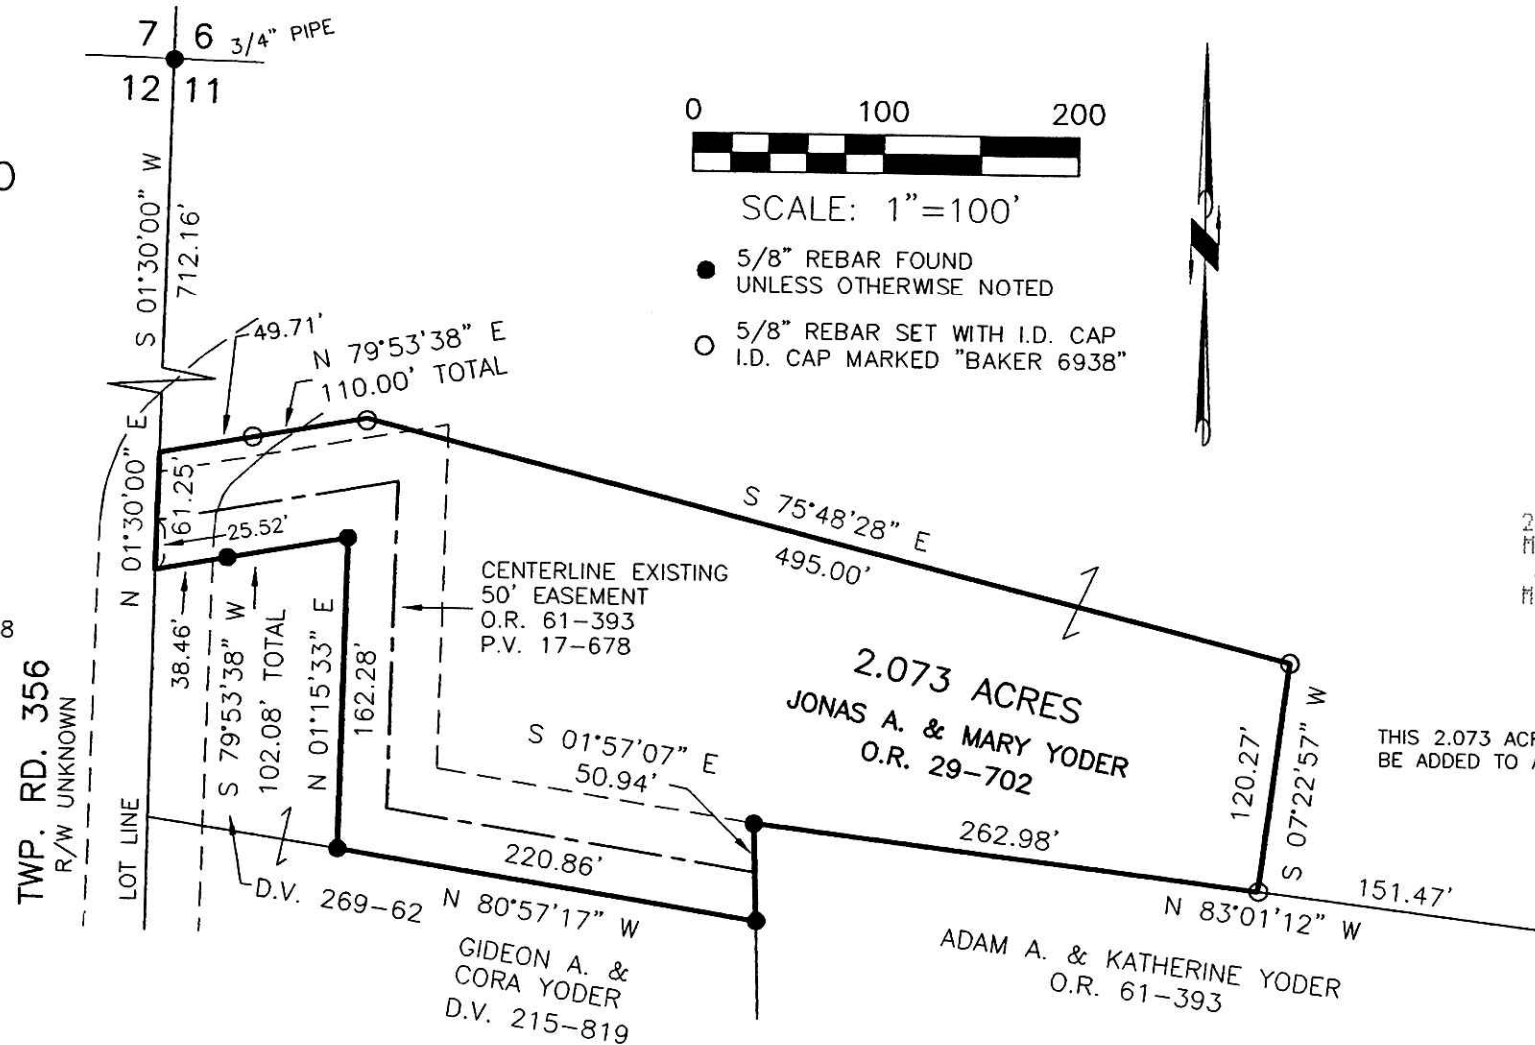 7 6 3/4" PIPE
12 11
S 01°30'00" W
712.16'
0 100 200
SCALE: 1"=100'
5/8" REBAR FOUND
UNLESS OTHERWISE NOTED
5/8" REBAR SET WITH I.D. CAP
I.D. CAP MARKED "BAKER 6938"
49.71'
N 79°53'38" E
110.00' TOTAL
N 01°30'00" E
61.25'
25.52'
38.46'
S 79°53'38" W
102.08' TOTAL
N 01°15'33" E
162.28'
CENTERLINE EXISTING
50' EASEMENT
O.R. 61-393
P.V. 17-678
S 75°48'28" E
495.00'
2.073 ACRES
JONAS A. & MARY YODER
O.R. 29-702
S 01°57'07" E
50.94'
262.98'
120.27'
S 07°22'57" W
THIS 2.073 ACR
BE ADDED TO A
8
TWP. RD. 356
R/W UNKNOWN
LOT LINE
220.86'
N 80°57'17" W
D.V. 269-62
GIDEON A. &
CORA YODER
D.V. 215-819
N 83°01'12" W
151.47'
ADAM A. & KATHERINE YODER
O.R. 61-393